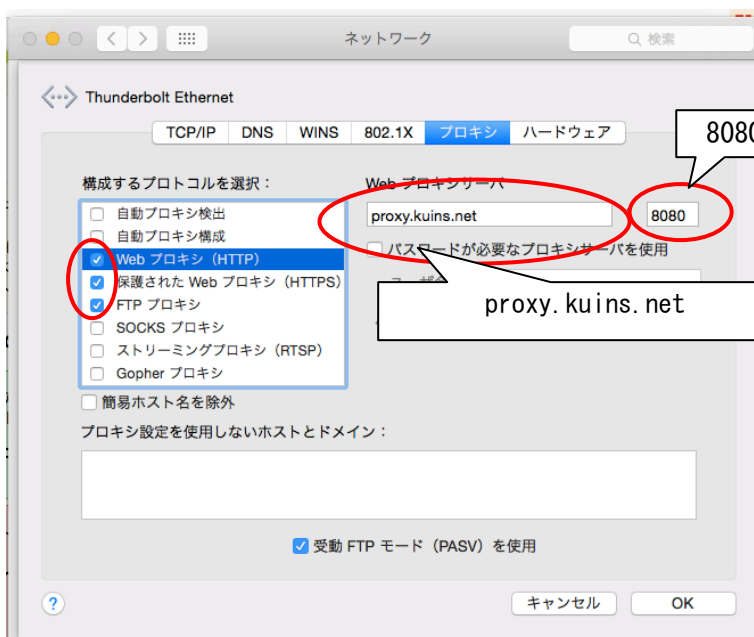 ネットワーク
検索
Thunderbolt Ethernet
TCP/IP DNS WINS 802.1X プロキシ ハードウェア
8080
構成するプロトコルを選択：
Web プロキシサーバ
自動プロキシ検出
自動プロキシ構成
Web プロキシ（HTTP）
保護された Web プロキシ（HTTPS）
FTP プロキシ
SOCKS プロキシ
ストリーミングプロキシ（RTSP）
Gopher プロキシ
proxy.kuins.net
8080
パスワードが必要なプロキシサーバを使用
proxy.kuins.net
簡易ホスト名を除外
プロキシ設定を使用しないホストとドメイン：
受動 FTP モード（PASV）を使用
?
キャンセル
OK